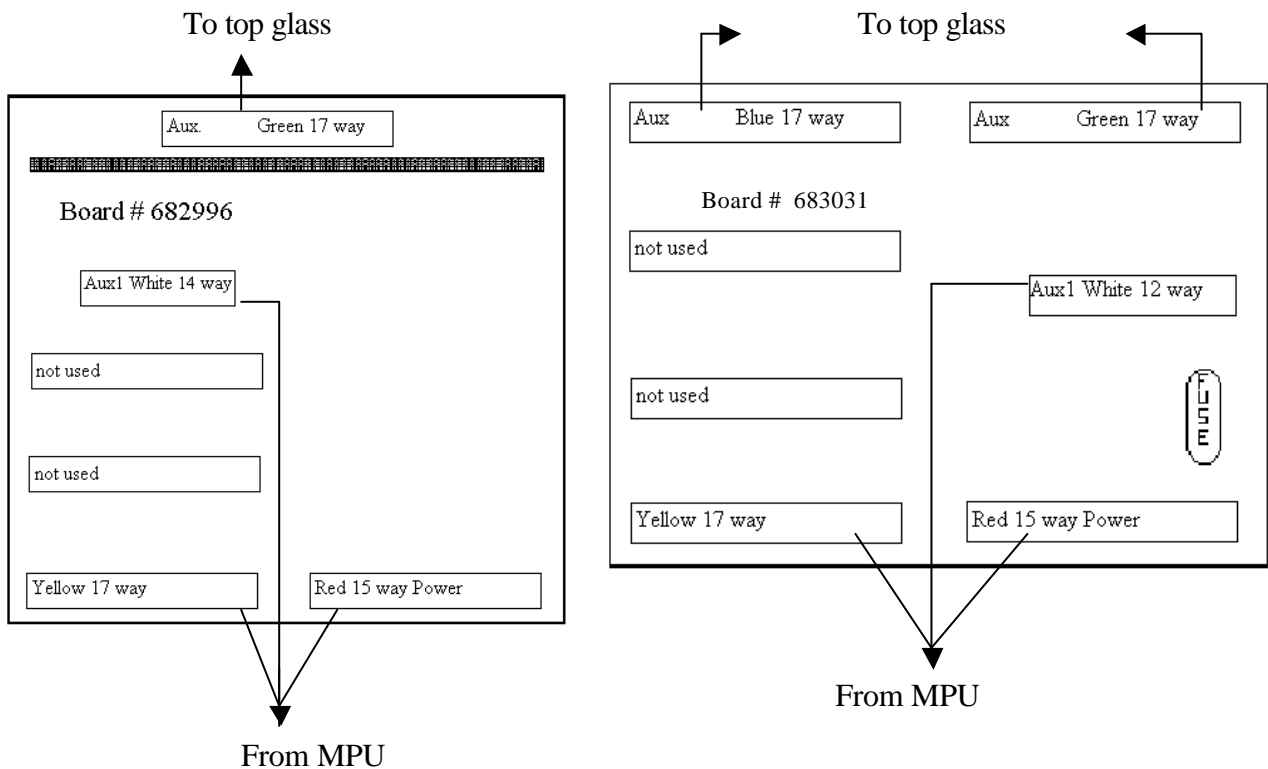 To top glass
Aux. Green 17 way
Board # 682996
Aux1 White 14 way
not used
not used
Yellow 17 way
Red 15 way Power
From MPU
To top glass
Aux Blue 17 way
Aux Green 17 way
Board # 683031
not used
Aux1 White 12 way
not used
FUSE
Yellow 17 way
Red 15 way Power
From MPU